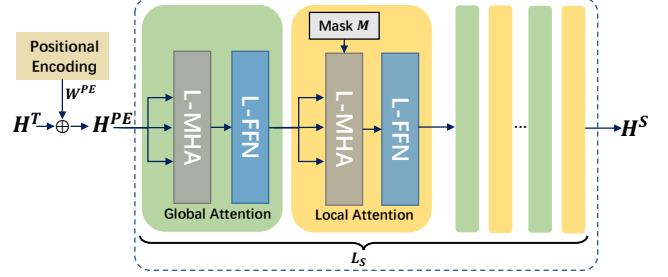 Positional
Encoding
W^{PE}
H^T ⊕ H^{PE}
Mask M
L-MHA
L-FFN
L-MHA
L-FFN
...
H^S
Global Attention
Local Attention
L_S